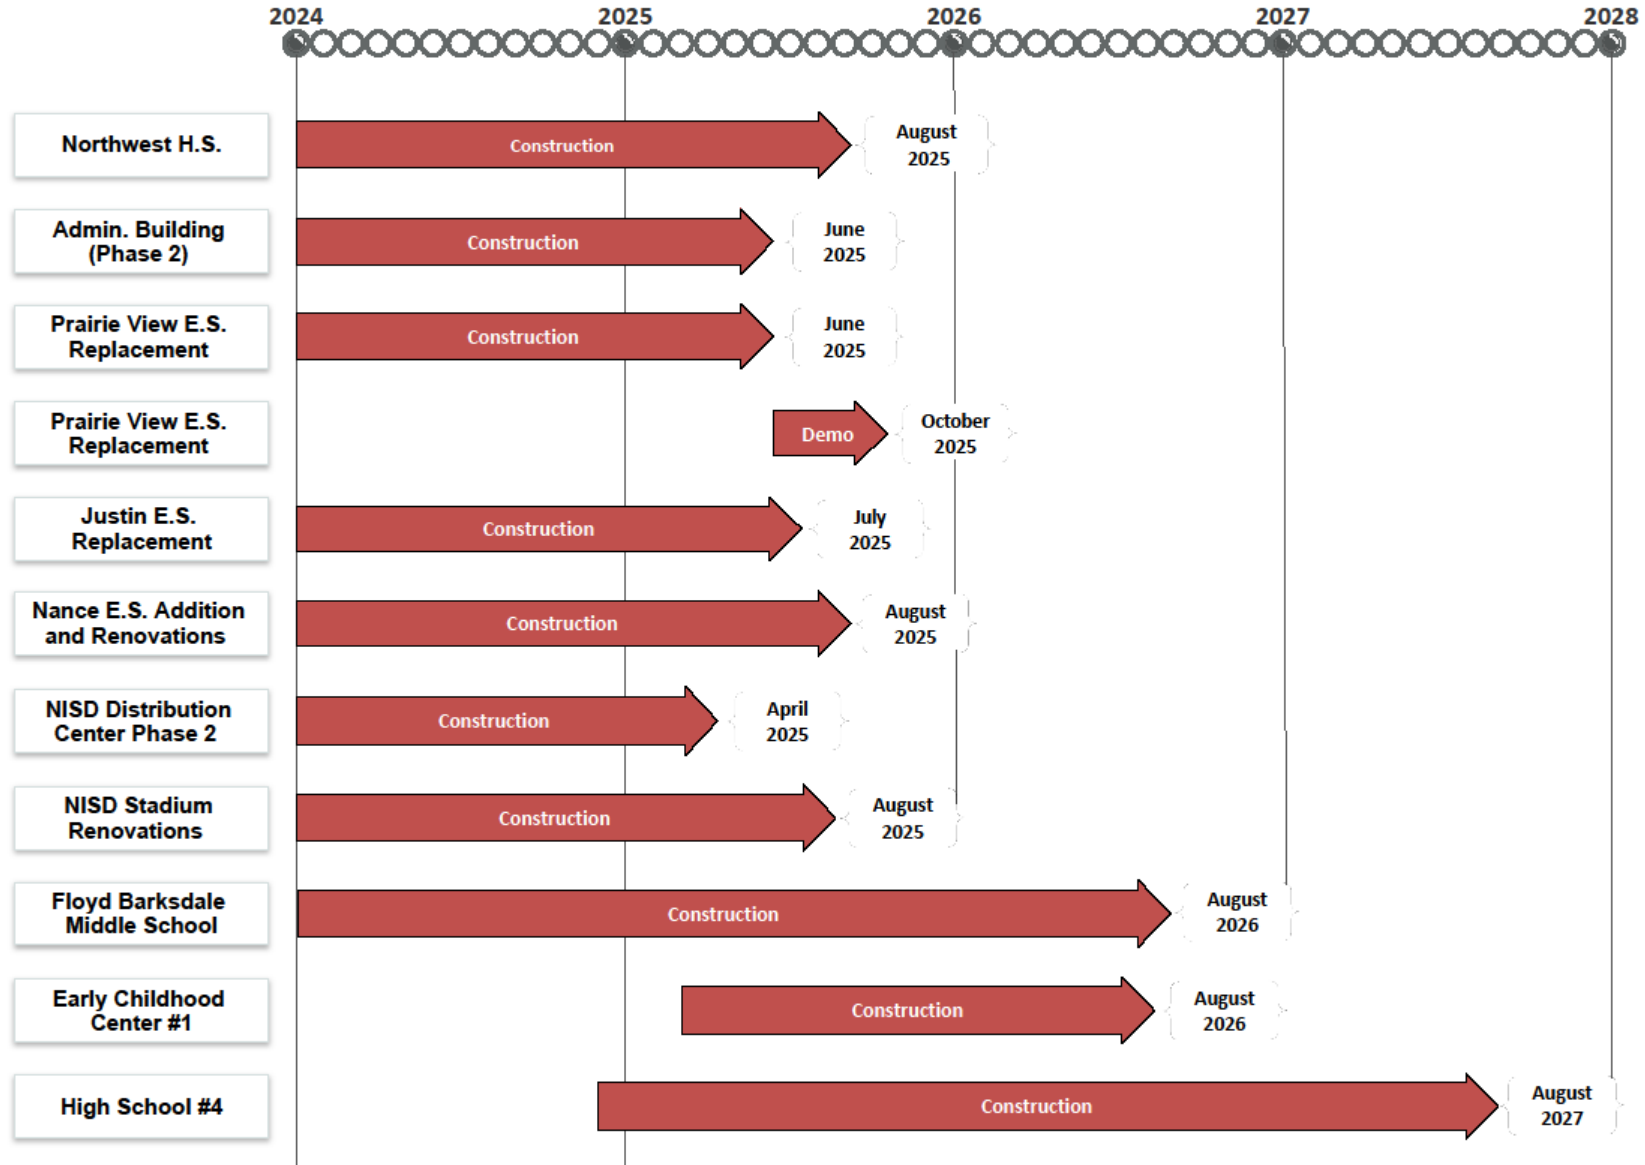 2024 2025 2026 2027 2028
Northwest H.S.
Construction
August
2025
Admin. Building
(Phase 2)
Construction
June
2025
Prairie View E.S.
Replacement
Construction
June
2025
Prairie View E.S.
Replacement
Demo
October
2025
Justin E.S.
Replacement
Construction
July
2025
Nance E.S. Addition
and Renovations
Construction
August
2025
NISD Distribution
Center Phase 2
Construction
April
2025
NISD Stadium
Renovations
Construction
August
2025
Floyd Barksdale
Middle School
Construction
August
2026
Early Childhood
Center #1
Construction
August
2026
High School #4
Construction
August
2027